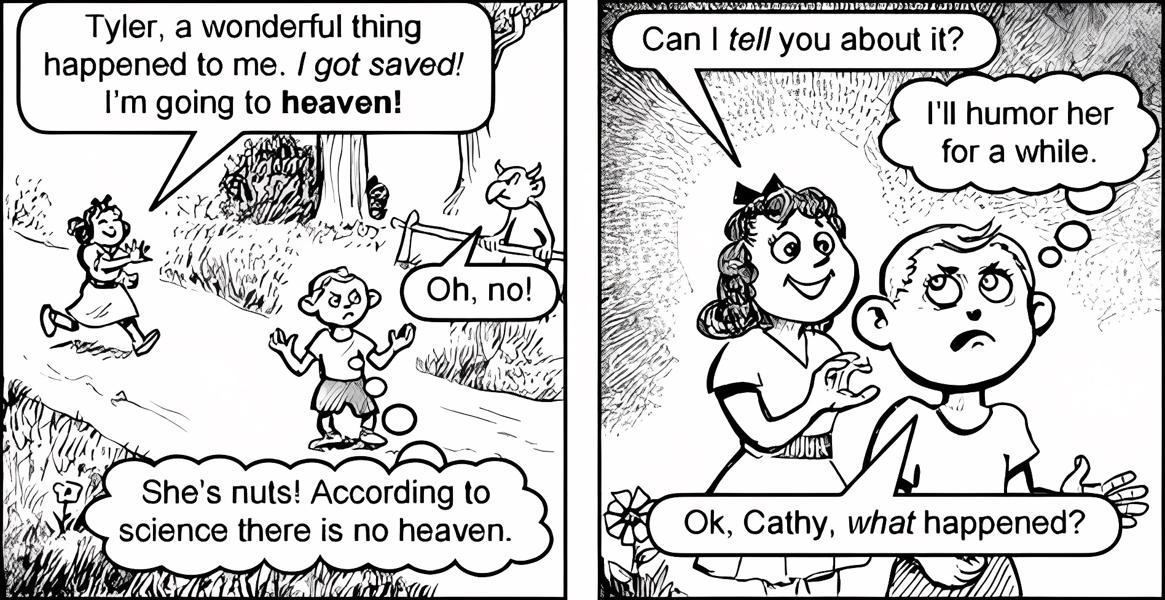 Tyler, a wonderful thing
happened to me. I got saved!
I'm going to heaven!
Oh, no!
She's nuts! According to
science there is no heaven.
Can I tell you about it?
I'll humor her
for a while.
Ok, Cathy, what happened?